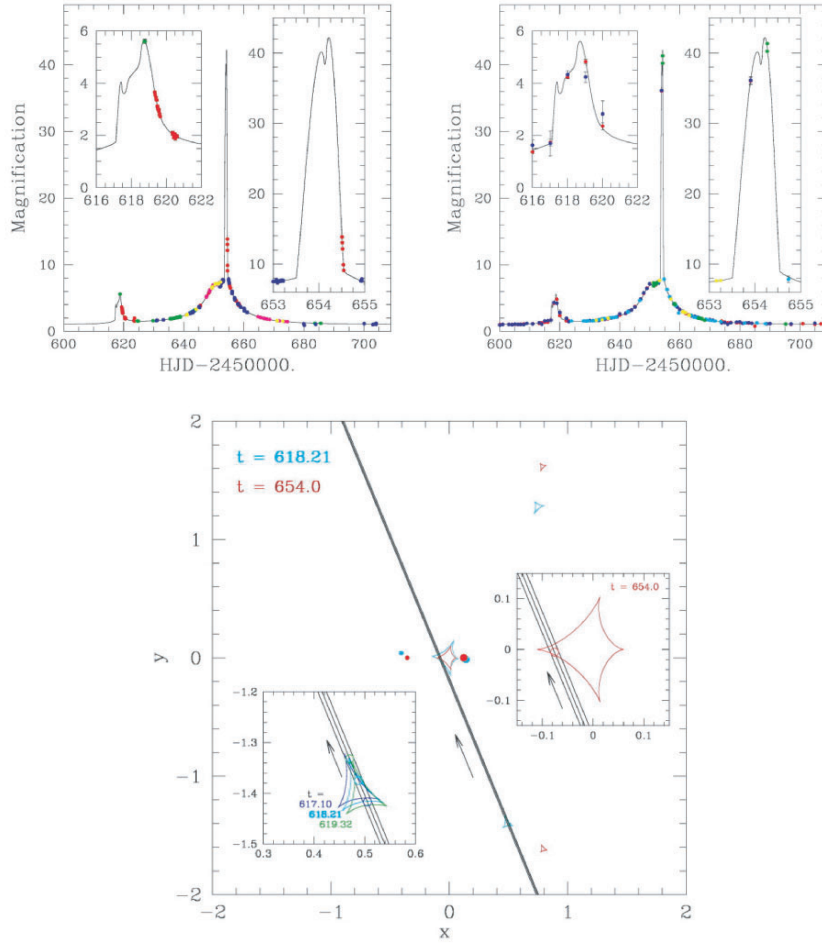 40
30
20
10
0
Magnification
6
4
2
0
616 618 620 622
40
30
20
10
653 654 655
600 620 640 660 680 700
HJD-2450000.
40
30
20
10
0
Magnification
6
4
2
0
616 618 620 622
40
30
20
10
653 654 655
600 620 640 660 680 700
HJD-2450000.
2
1
0
-1
-2
y
t = 618.21
t = 654.0
t = 654.0
0.1
0
-0.1
-0.1 0 0.1
-1.2
-1.3
-1.4
-1.5
t =
617.10
618.21
619.32
0.3 0.4 0.5 0.6
-2 -1 0 1 2
x